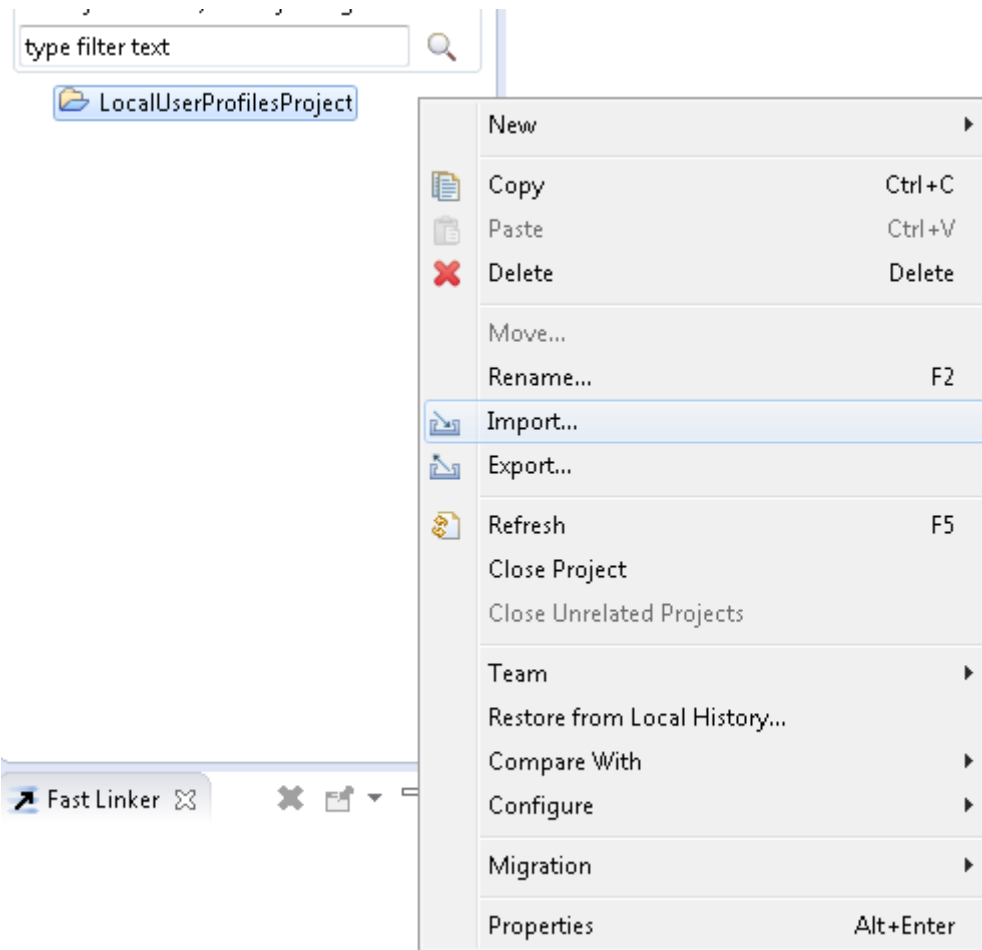 type filter text
LocalUserProfilesProject
New
Copy Ctrl+C
Paste Ctrl+V
Delete Delete
Move...
Rename... F2
Import...
Export...
Refresh F5
Close Project
Close Unrelated Projects
Team
Restore from Local History...
Compare With
Configure
Migration
Properties Alt+Enter
Fast Linker